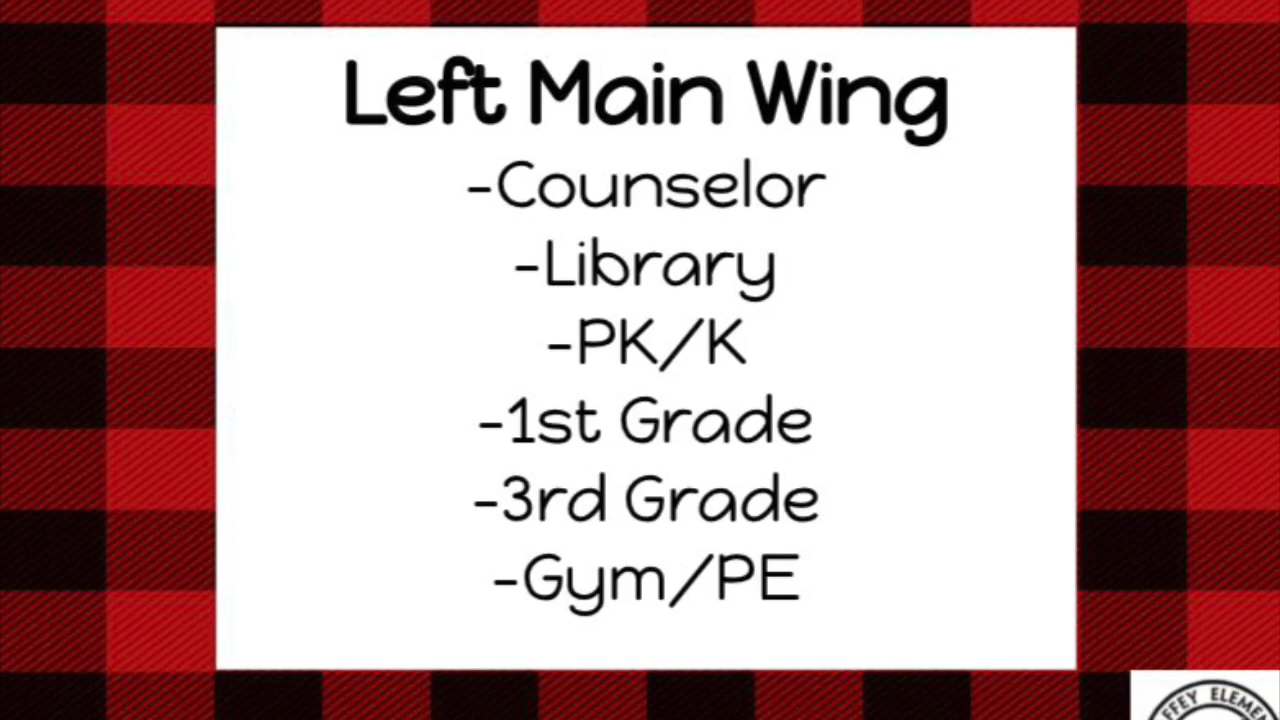 Left Main Wing
-Counselor
-Library
-PK/K
-1st Grade
-3rd Grade
-Gym/PE